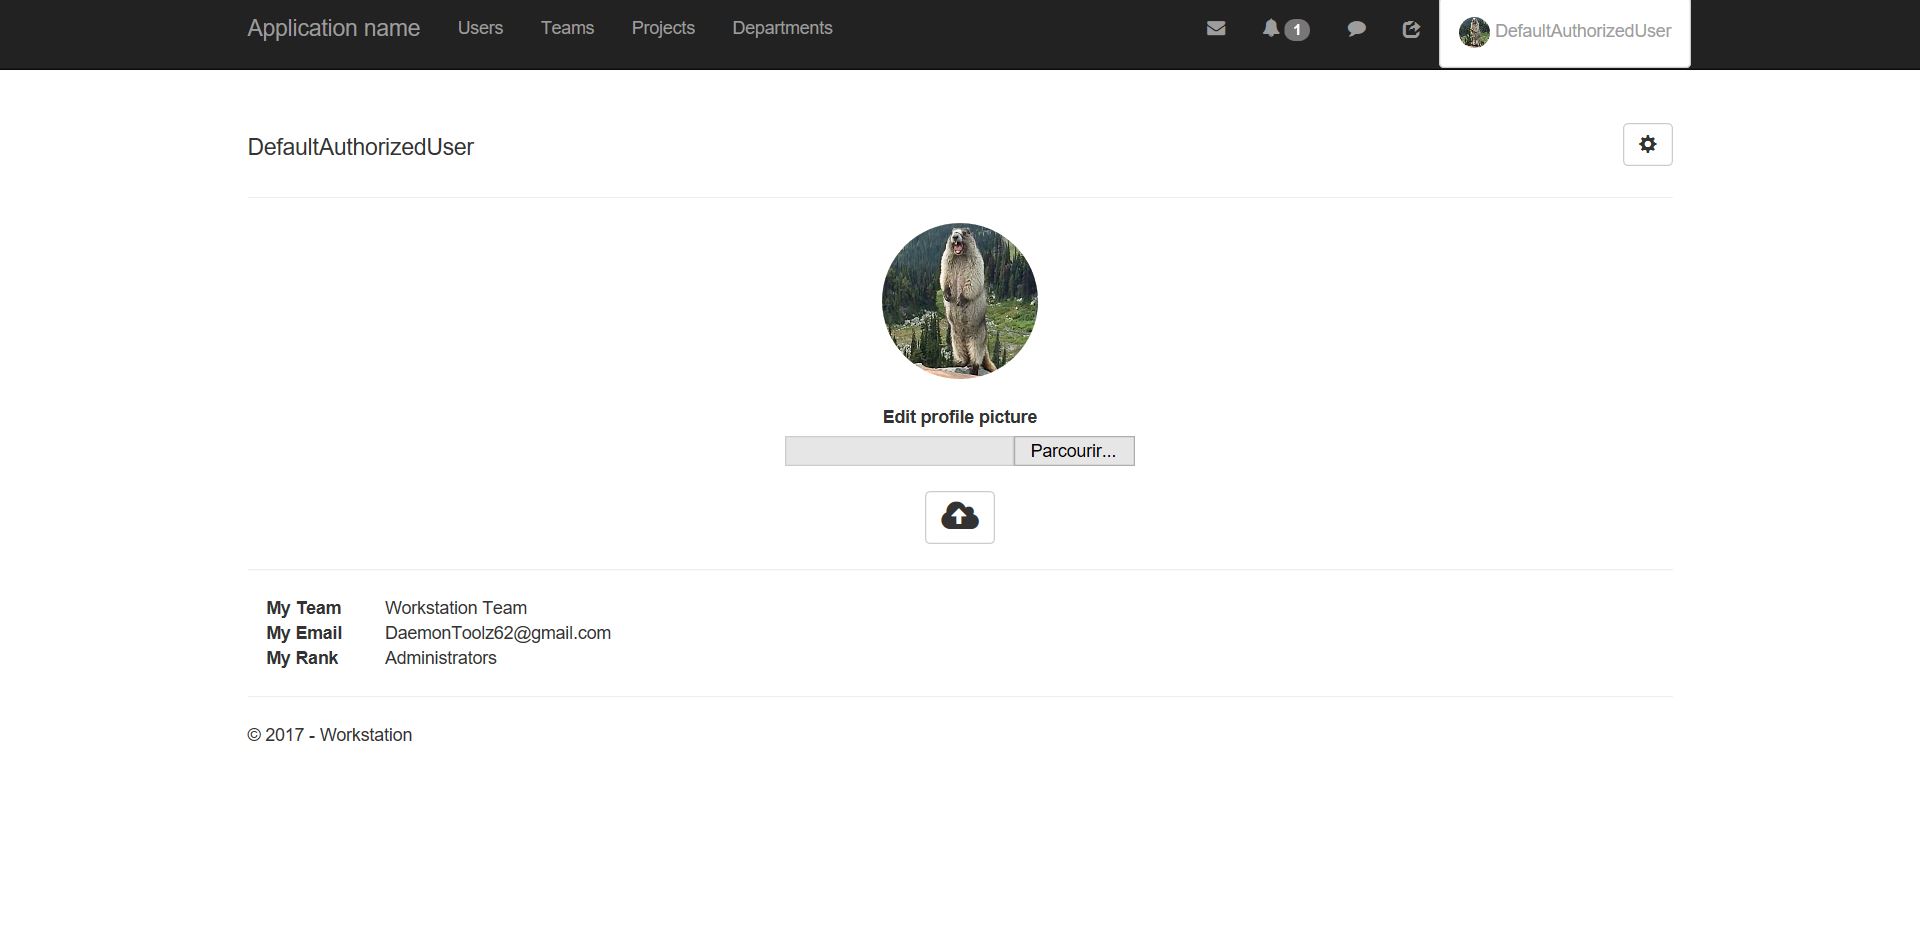 Application name Users Teams Projects Departments 1 DefaultAuthorizedUser
DefaultAuthorizedUser
Edit profile picture
Parcourir...
My Team Workstation Team
My Email DaemonToolz62@gmail.com
My Rank Administrators
© 2017 - Workstation